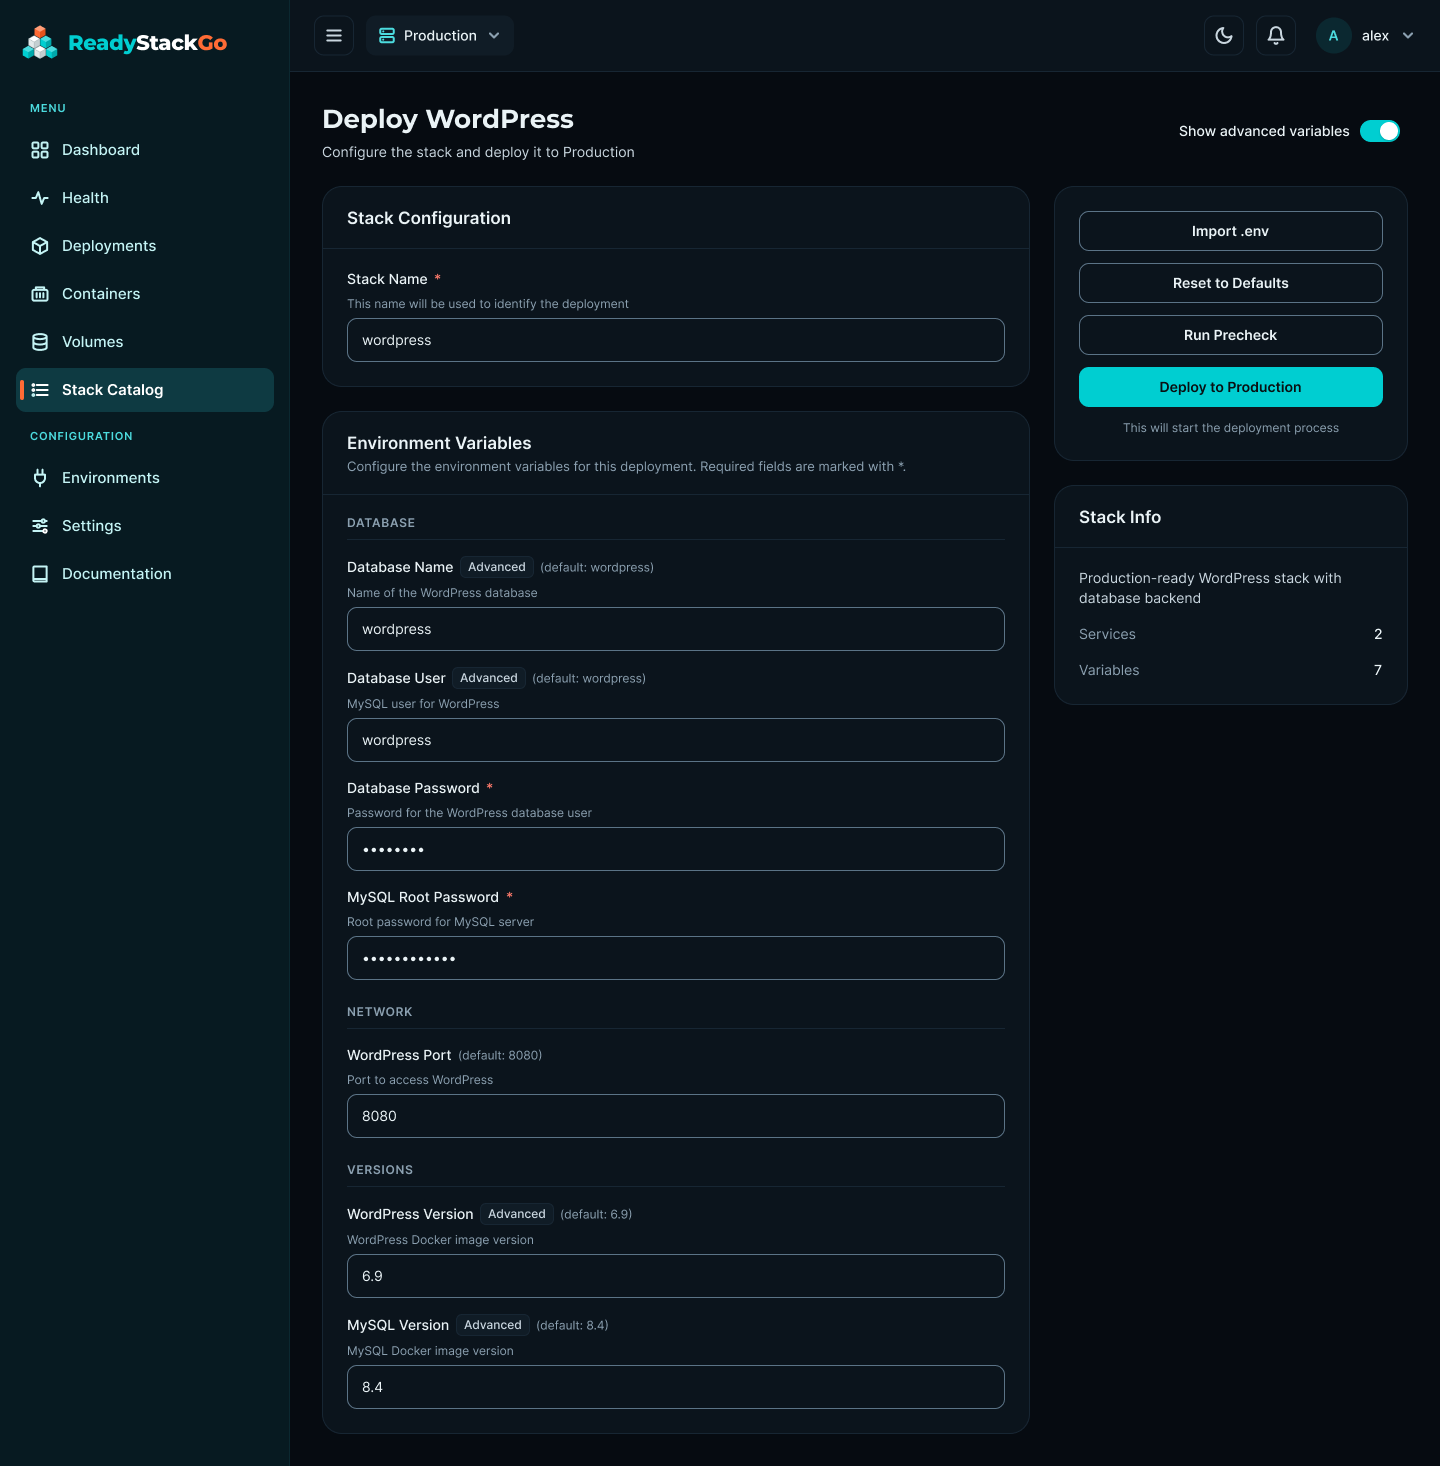 ReadyStackGo
MENU
Dashboard
Health
Deployments
Containers
Volumes
Stack Catalog
CONFIGURATION
Environments
Settings
Documentation
Production
A
alex
Deploy WordPress
Configure the stack and deploy it to Production
Show advanced variables
Stack Configuration
Stack Name *
This name will be used to identify the deployment
wordpress
Environment Variables
Configure the environment variables for this deployment. Required fields are marked with *.
DATABASE
Database Name Advanced (default: wordpress)
Name of the WordPress database
wordpress
Database User Advanced (default: wordpress)
MySQL user for WordPress
wordpress
Database Password *
Password for the WordPress database user
••••••••
MySQL Root Password *
Root password for MySQL server
••••••••••••
NETWORK
WordPress Port (default: 8080)
Port to access WordPress
8080
VERSIONS
WordPress Version Advanced (default: 6.9)
WordPress Docker image version
6.9
MySQL Version Advanced (default: 8.4)
MySQL Docker image version
8.4
Import .env
Reset to Defaults
Run Precheck
Deploy to Production
This will start the deployment process
Stack Info
Production-ready WordPress stack with
database backend
Services 2
Variables 7